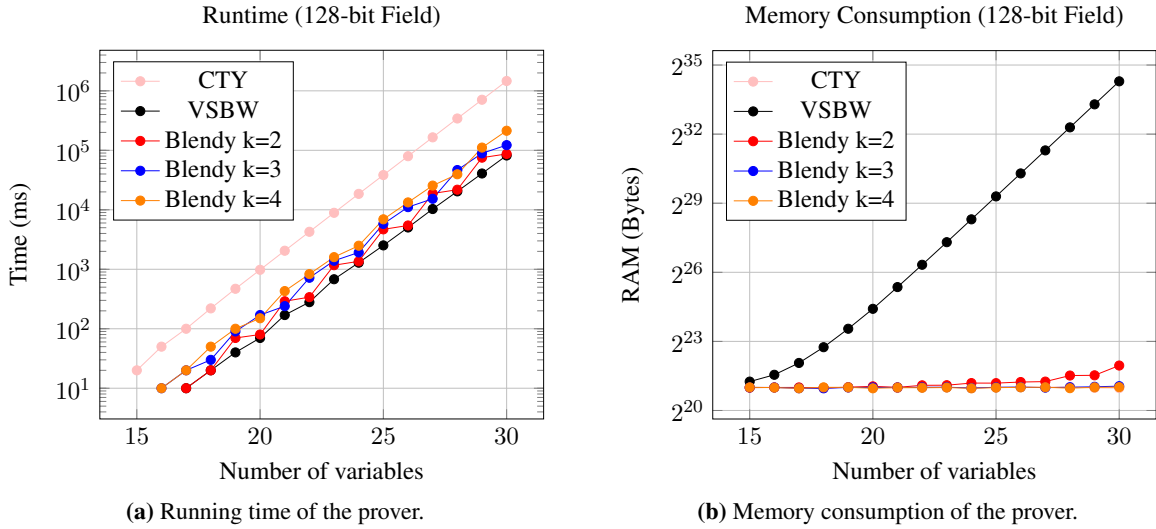 Runtime (128-bit Field)
Time (ms)
10^6
10^5
10^4
10^3
10^2
10^1
CTY
VSBW
Blendy k=2
Blendy k=3
Blendy k=4
15 20 25 30
Number of variables
(a) Running time of the prover.
Memory Consumption (128-bit Field)
RAM (Bytes)
2^35
2^32
2^29
2^26
2^23
2^20
CTY
VSBW
Blendy k=2
Blendy k=3
Blendy k=4
15 20 25 30
Number of variables
(b) Memory consumption of the prover.